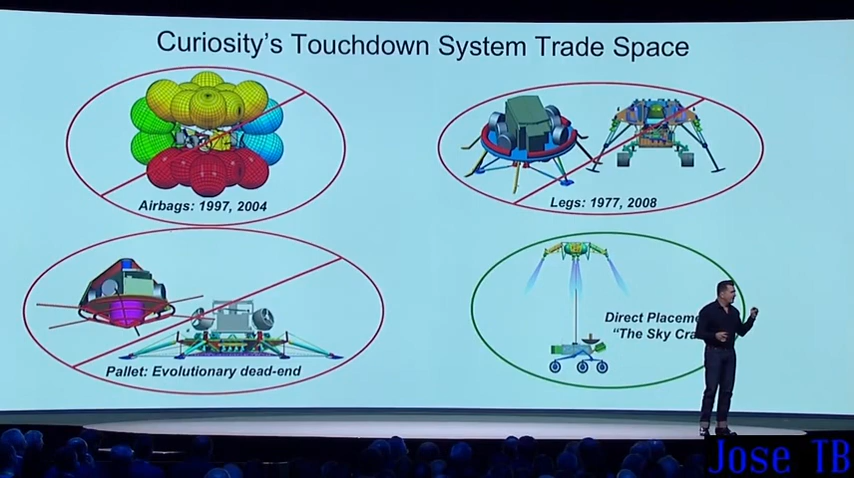 Curiosity's Touchdown System Trade Space
Airbags: 1997, 2004
Legs: 1977, 2008
Pallet: Evolutionary dead-end
Direct
"The Sky
Jose TB